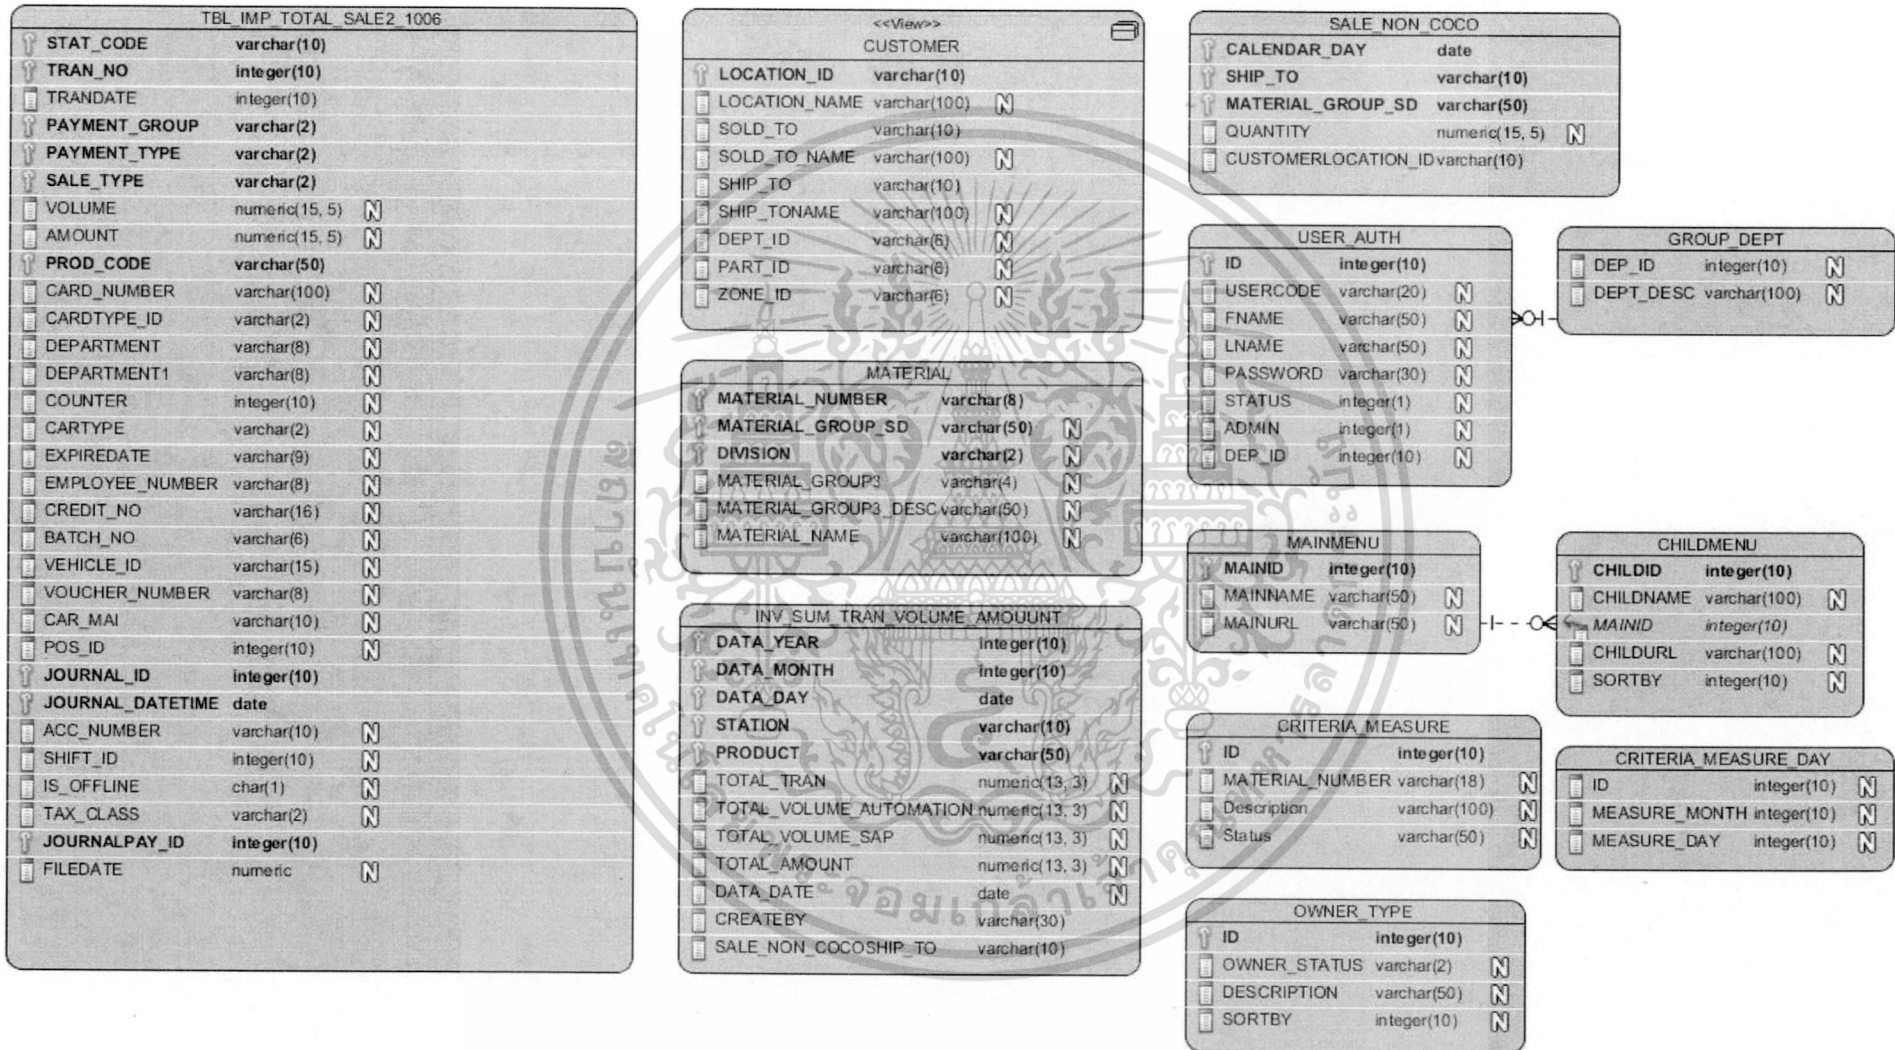 TBL_IMP_TOTAL_SALE2_1006
STAT_CODE varchar(10)
TRAN_NO integer(10)
TRANDATE integer(10)
PAYMENT_GROUP varchar(2)
PAYMENT_TYPE varchar(2)
SALE_TYPE varchar(2)
VOLUME numeric(15, 5) N
AMOUNT numeric(15, 5) N
PROD_CODE varchar(50)
CARD_NUMBER varchar(100) N
CARDTYPE_ID varchar(2) N
DEPARTMENT varchar(8) N
DEPARTMENT1 varchar(8) N
COUNTER integer(10) N
CARTYPE varchar(2) N
EXPIREDATE varchar(9) N
EMPLOYEE_NUMBER varchar(8) N
CREDIT_NO varchar(16) N
BATCH_NO varchar(6) N
VEHICLE_ID varchar(15) N
VOUCHER_NUMBER varchar(8) N
CAR_MAI varchar(10) N
POS_ID integer(10) N
JOURNAL_ID integer(10)
JOURNAL_DATETIME date
ACC_NUMBER varchar(10) N
SHIFT_ID integer(10) N
IS_OFFLINE char(1) N
TAX_CLASS varchar(2) N
JOURNALPAY_ID integer(10)
FILEDATE numeric N
<<View>>
CUSTOMER
LOCATION_ID varchar(10)
LOCATION_NAME varchar(100) N
SOLD_TO varchar(10)
SOLD_TO_NAME varchar(100) N
SHIP_TO varchar(10)
SHIP_TONAME varchar(100) N
DEPT_ID varchar(6) N
PART_ID varchar(6) N
ZONE_ID varchar(6) N
MATERIAL
MATERIAL_NUMBER varchar(8)
MATERIAL_GROUP_SD varchar(50) N
DIVISION varchar(2) N
MATERIAL_GROUP3 varchar(4) N
MATERIAL_GROUP3_DESC varchar(50) N
MATERIAL_NAME varchar(100) N
INV_SUM_TRAN_VOLUME_AMOUUNT
DATA_YEAR integer(10)
DATA_MONTH integer(10)
DATA_DAY date
STATION varchar(10)
PRODUCT varchar(50)
TOTAL_TRAN numeric(13, 3) N
TOTAL_VOLUME_AUTOMATION numeric(13, 3) N
TOTAL_VOLUME_SAP numeric(13, 3) N
TOTAL_AMOUNT numeric(13, 3) N
DATA_DATE date N
CREATEBY varchar(30)
SALE_NON_COCOSHIP_TO varchar(10)
SALE_NON_COCO
CALENDAR_DAY date
SHIP_TO varchar(10)
MATERIAL_GROUP_SD varchar(50)
QUANTITY numeric(15, 5) N
CUSTOMERLOCATION_ID varchar(10)
USER_AUTH
ID integer(10)
USERCODE varchar(20) N
FNAME varchar(50) N
LNAME varchar(50) N
PASSWORD varchar(30) N
STATUS integer(1) N
ADMIN integer(1) N
DEP_ID integer(10) N
GROUP_DEPT
DEP_ID integer(10) N
DEPT_DESC varchar(100) N
MAINMENU
MAINID integer(10)
MAINNAME varchar(50) N
MAINURL varchar(50) N
CHILDMENU
CHILDID integer(10)
CHILDNAME varchar(100) N
MAINID integer(10)
CHILDURL varchar(100) N
SORTBY integer(10) N
CRITERIA_MEASURE
ID integer(10)
MATERIAL_NUMBER varchar(18) N
Description varchar(100) N
Status varchar(50) N
CRITERIA_MEASURE_DAY
ID integer(10) N
MEASURE_MONTH integer(10) N
MEASURE_DAY integer(10) N
OWNER_TYPE
ID integer(10)
OWNER_STATUS varchar(2) N
DESCRIPTION varchar(50) N
SORTBY integer(10) N